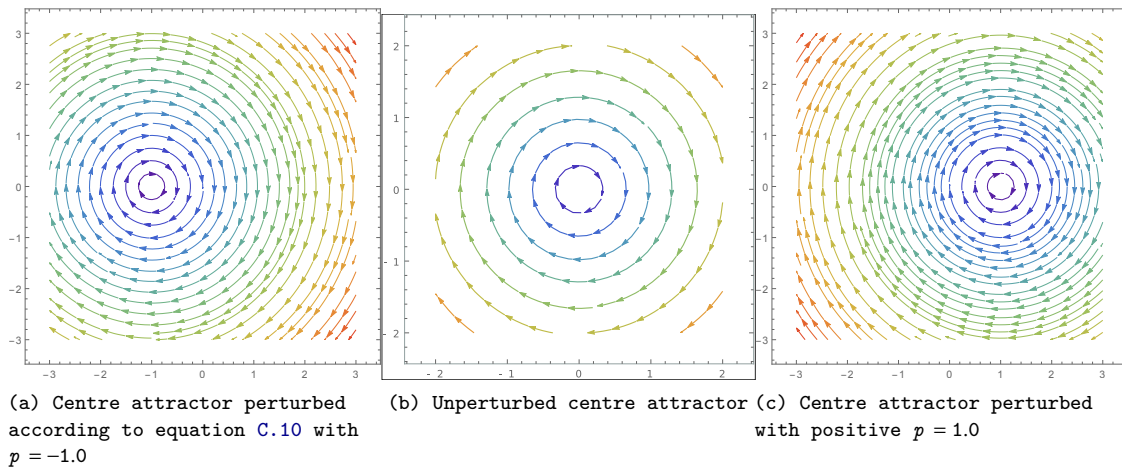 3
2
1
0
−1
−2
−3
−3 −2 −1 0 1 2 3
2
1
0
- 1
- 2
- 2 - 1 0 1 2
3
2
1
0
−1
−2
−3
−3 −2 −1 0 1 2 3
(a) Centre attractor perturbed
according to equation C.10 with
p = −1.0
(b) Unperturbed centre attractor
(c) Centre attractor perturbed
with positive p = 1.0